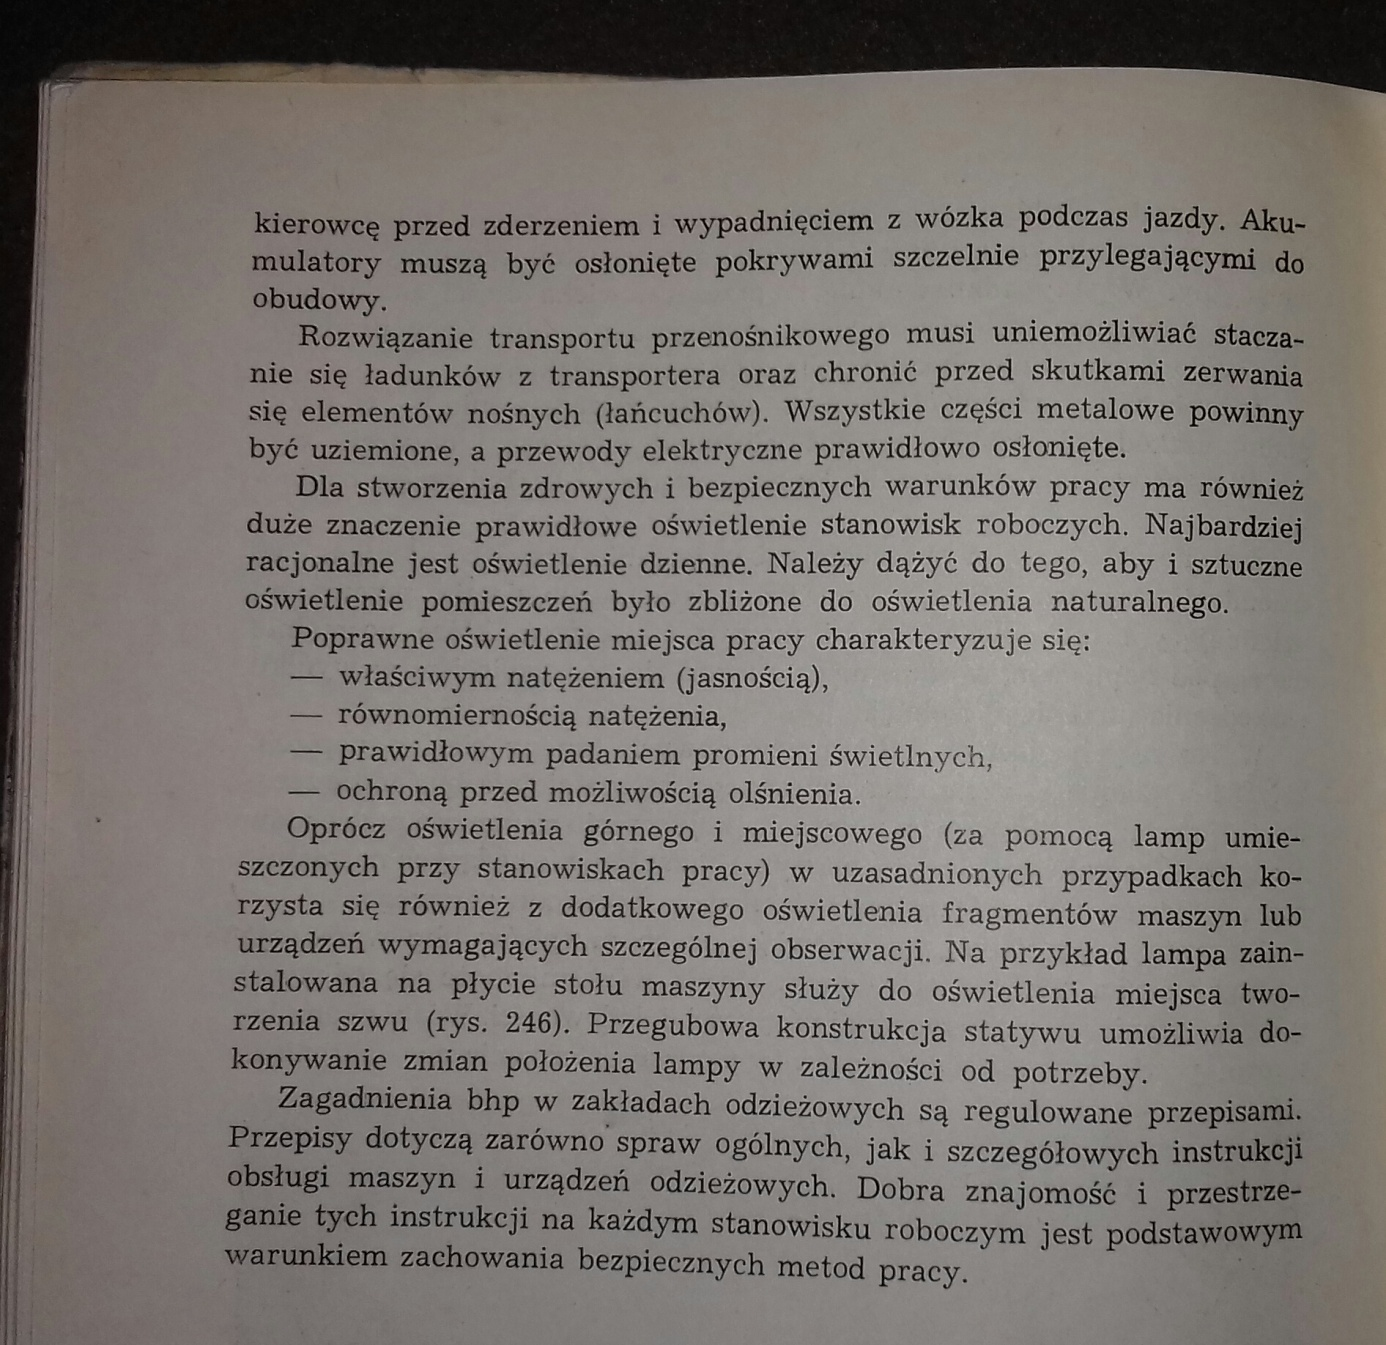 kierowcę przed zderzeniem i wypadnięciem z wózka podczas jazdy. Aku-
mulatory muszą być osłonięte pokrywami szczelnie przylegającymi do
obudowy.
Rozwiązanie transportu przenośnikowego musi uniemożliwiać stacza-
nie się ładunków z transportera oraz chronić przed skutkami zerwania
się elementów nośnych (łańcuchów). Wszystkie części metalowe powinny
być uziemione, a przewody elektryczne prawidłowo osłonięte.
Dla stworzenia zdrowych i bezpiecznych warunków pracy ma również
duże znaczenie prawidłowe oświetlenie stanowisk roboczych. Najbardziej
racjonalne jest oświetlenie dzienne. Należy dążyć do tego, aby i sztuczne
oświetlenie pomieszczeń było zbliżone do oświetlenia naturalnego.
Poprawne oświetlenie miejsca pracy charakteryzuje się:
— właściwym natężeniem (jasnością),
— równomiernością natężenia,
— prawidłowym padaniem promieni świetlnych,
— ochroną przed możliwością olśnienia.
Oprócz oświetlenia górnego i miejscowego (za pomocą lamp umie-
szczonych przy stanowiskach pracy) w uzasadnionych przypadkach ko-
rzysta się również z dodatkowego oświetlenia fragmentów maszyn lub
urządzeń wymagających szczególnej obserwacji. Na przykład lampa zain-
stalowana na płycie stołu maszyny służy do oświetlenia miejsca two-
rzenia szwu (rys. 246). Przegubowa konstrukcja statywu umożliwia do-
konywanie zmian położenia lampy w zależności od potrzeby.
Zagadnienia bhp w zakładach odzieżowych są regulowane przepisami.
Przepisy dotyczą zarówno spraw ogólnych, jak i szczegółowych instrukcji
obsługi maszyn i urządzeń odzieżowych. Dobra znajomość i przestrze-
ganie tych instrukcji na każdym stanowisku roboczym jest podstawowym
warunkiem zachowania bezpiecznych metod pracy.